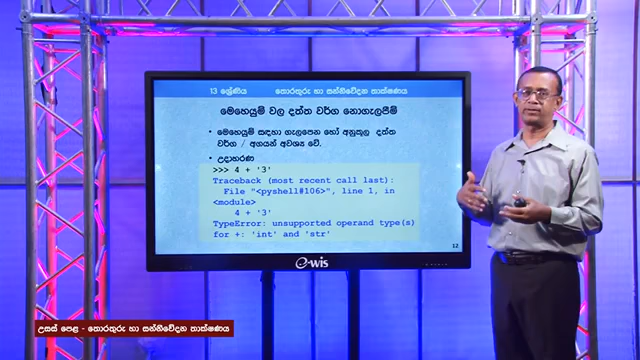 13 ශ්‍රේණිය තොරතුරු හා සන්නිවේදන තාක්ෂණය
මෙහෙයුම් වල දත්ත වර්ග නොගැලපීම්
• මෙහෙයුම් සඳහා ගැලපෙන හෝ අනුකූල දත්ත
වර්ග / අගයන් අවශ්‍ය වේ.
• උදාහරණ
>>> 4 + '3'
Traceback (most recent call last):
File "<pyshell#106>", line 1, in
<module>
4 + '3'
TypeError: unsupported operand type(s)
for +: 'int' and 'str'
12
e-wis
උසස් පෙළ - තොරතුරු හා සන්නිවේදන තාක්ෂණය